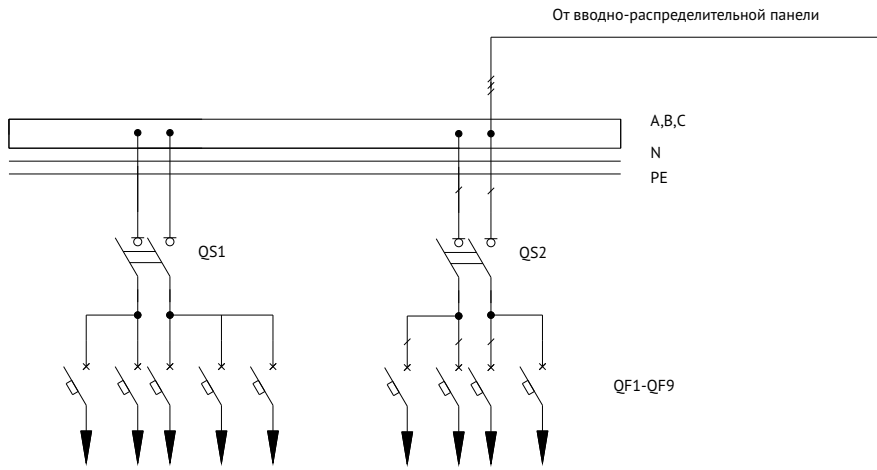 От вводно-распределительной панели
A,B,C
N
PE
QS1
QS2
QF1-QF9